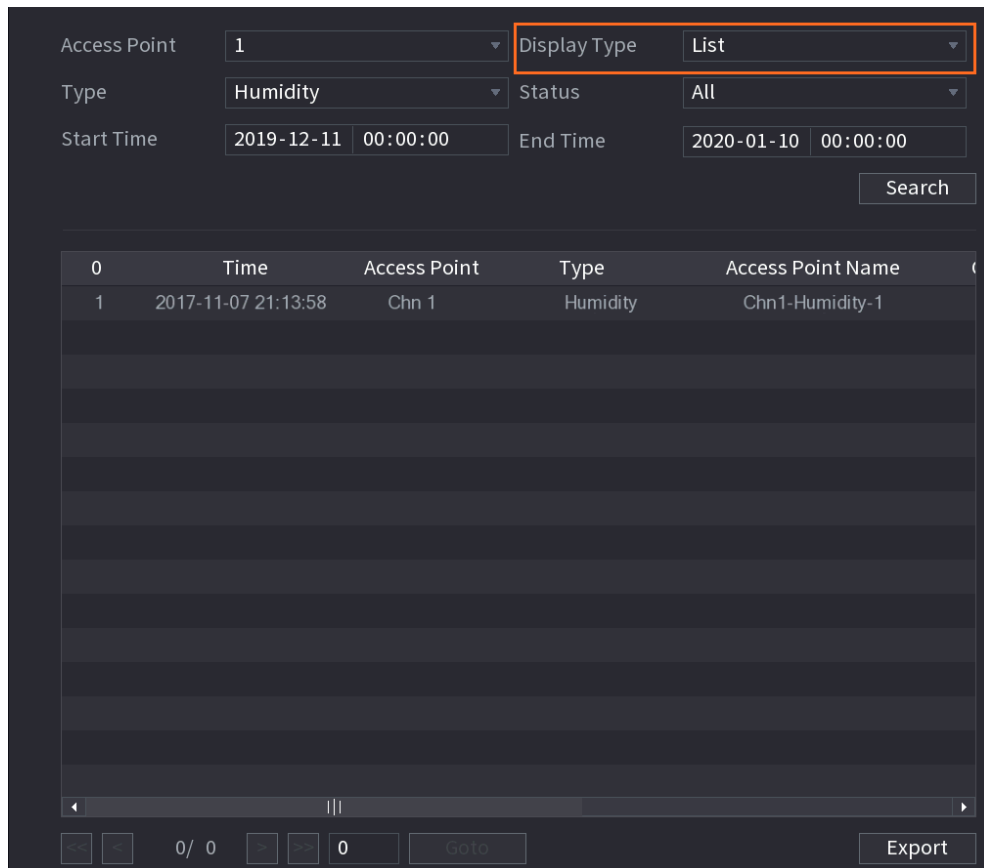 Access Point 1 Display Type List
Type Humidity Status All
Start Time 2019-12-11 00:00:00 End Time 2020-01-10 00:00:00
Search
0 Time Access Point Type Access Point Name
1 2017-11-07 21:13:58 Chn 1 Humidity Chn1-Humidity-1
<< < 0/ 0 > >> 0 Goto Export